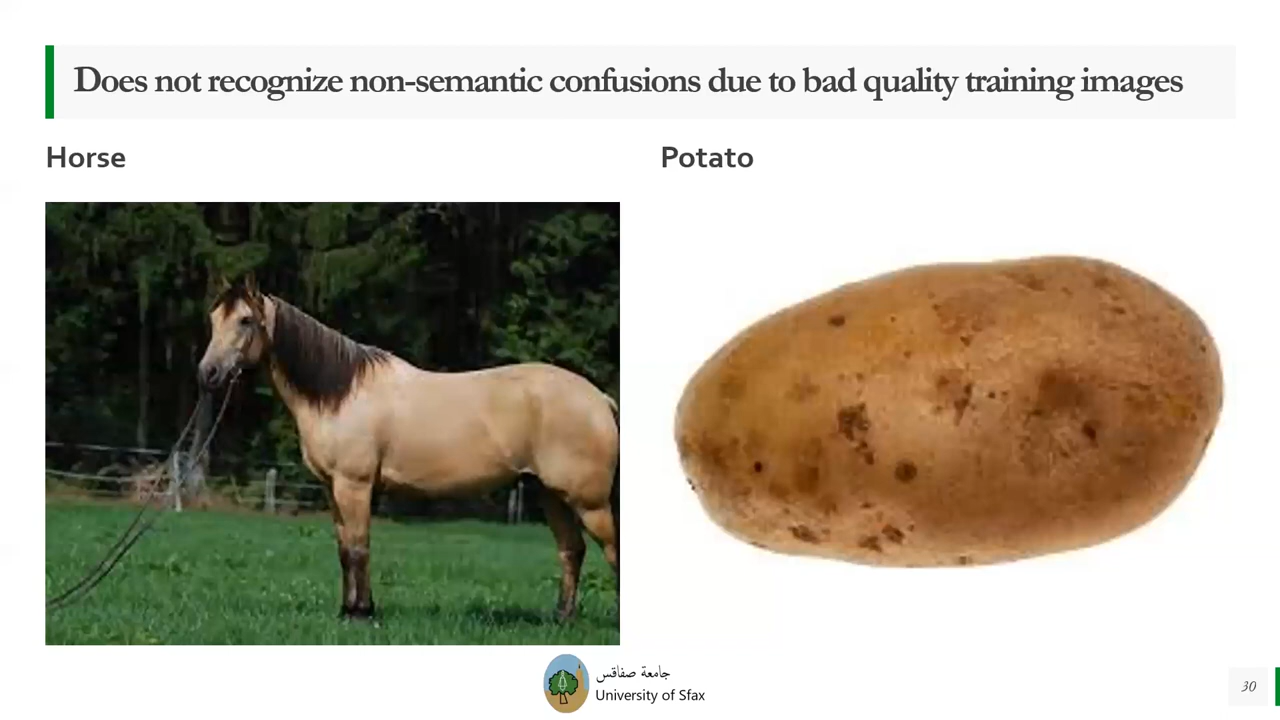 Does not recognize non-semantic confusions due to bad quality training images
Horse
Potato
جامعة صفاقس
University of Sfax
30